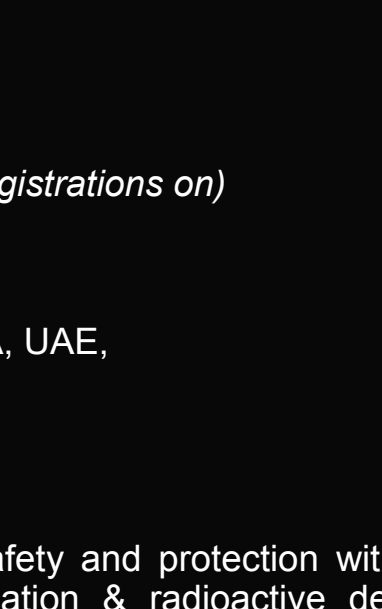 gistrations on)
, UAE,
fety and protection wit
ation & radioactive de